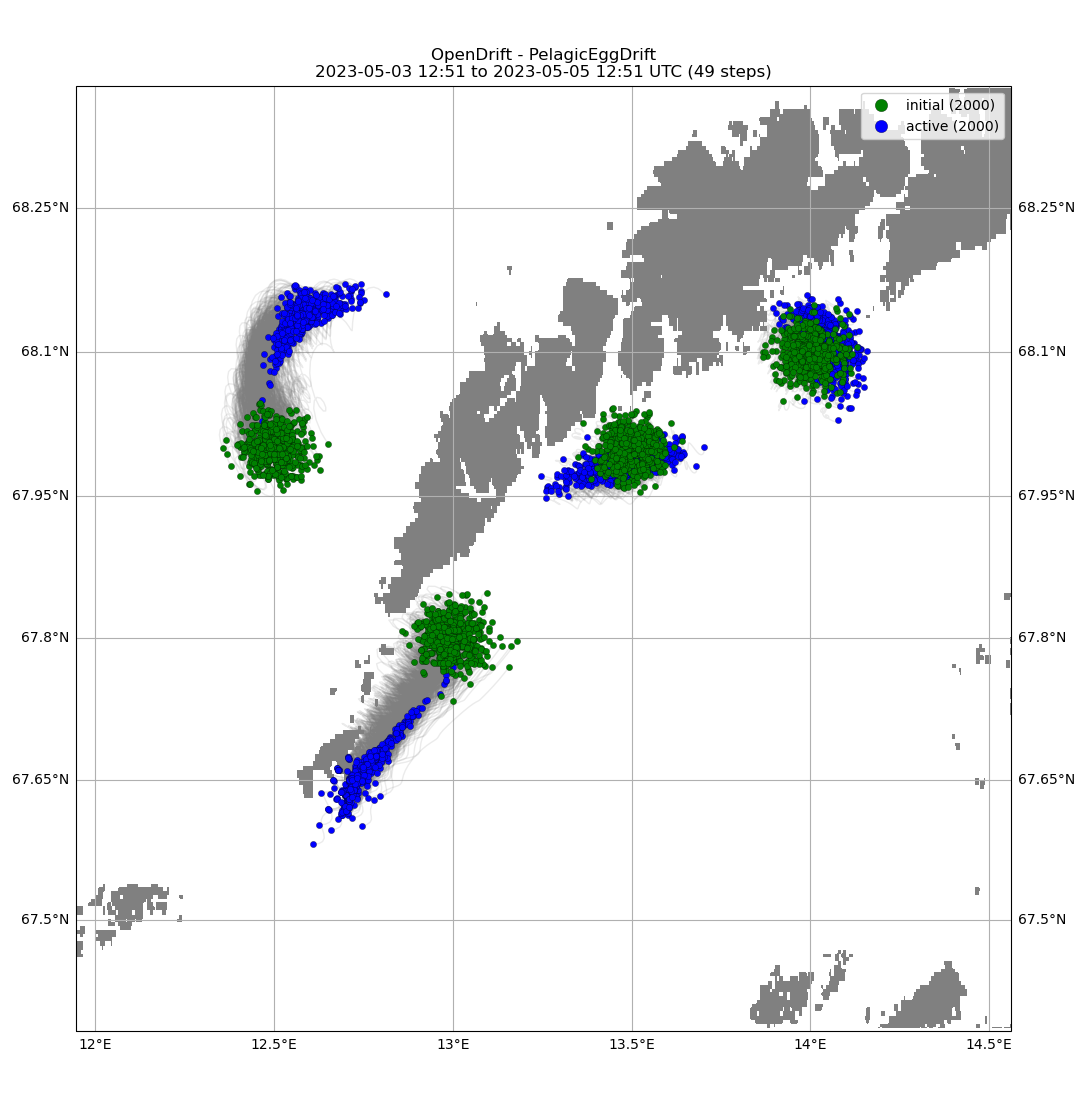 OpenDrift - PelagicEggDrift
2023-05-03 12:51 to 2023-05-05 12:51 UTC (49 steps)
initial (2000)
active (2000)
68.25°N
68.25°N
68.1°N
68.1°N
67.95°N
67.95°N
67.8°N
67.8°N
67.65°N
67.65°N
67.5°N
67.5°N
12°E
12.5°E
13°E
13.5°E
14°E
14.5°E